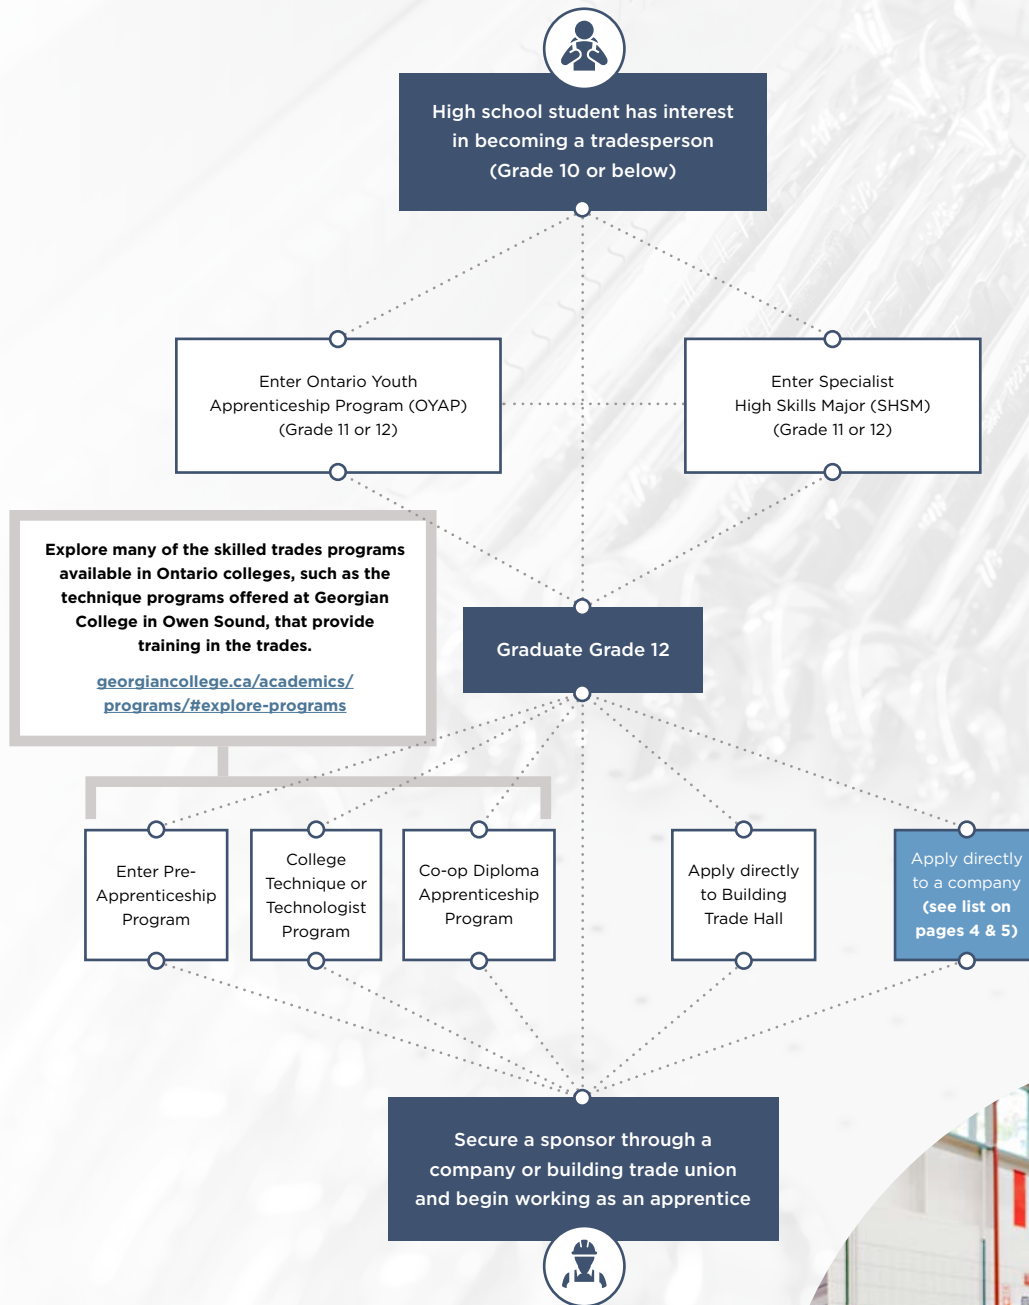 High school student has interest
in becoming a tradesperson
(Grade 10 or below)
Enter Ontario Youth
Apprenticeship Program (OYAP)
(Grade 11 or 12)
Enter Specialist
High Skills Major (SHSM)
(Grade 11 or 12)
Explore many of the skilled trades programs
available in Ontario colleges, such as the
technique programs offered at Georgian
College in Owen Sound, that provide
training in the trades.
georgiancollege.ca/academics/
programs/#explore-programs
Graduate Grade 12
Enter Pre-
Apprenticeship
Program
College
Technique or
Technologist
Program
Co-op Diploma
Apprenticeship
Program
Apply directly
to Building
Trade Hall
Apply directly
to a company
(see list on
pages 4 & 5)
Secure a sponsor through a
company or building trade union
and begin working as an apprentice